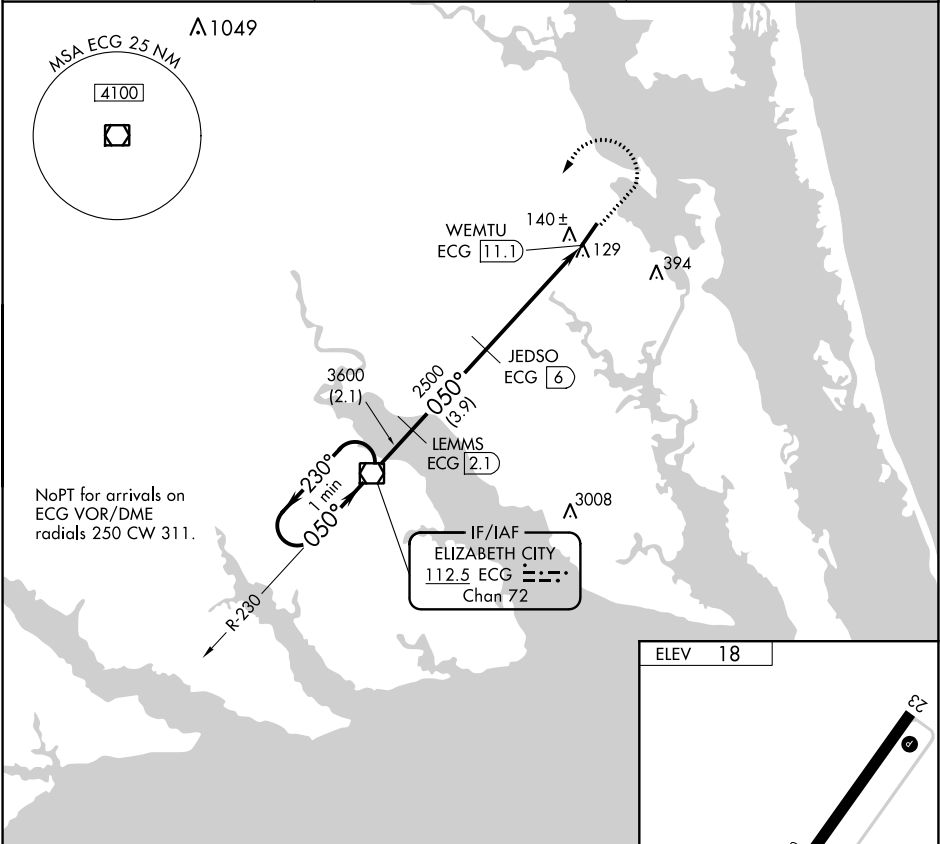 1049
MSA ECG 25 NM
4100
WEMTU
ECG 11.1
140 ±
129
394
JEDSO
ECG 6
3600
(2.1)
2500
050°
(3.9)
LEMMS
ECG 2.1
230°
1 min
050°
NoPT for arrivals on
ECG VOR/DME
radials 250 CW 311.
3008
IF/IAF
ELIZABETH CITY
112.5 ECG
Chan 72
R-230
ELEV 18
23
P